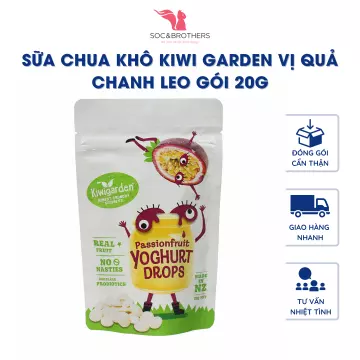 SOC&BROTHERS
SỮA CHUA KHÔ KIWI GARDEN VỊ QUẢ
CHANH LEO GÓI 20G
Kiwigarden
REAL
FRUIT
NO
NASTIES
PROBIOTICS
Passionfruit
YOGHURT
DROPS
MADE
IN
NZ
ĐÓNG GÓI
CẨN THẬN
GIAO HÀNG
NHANH
TƯ VẤN
NHIỆT TÌNH